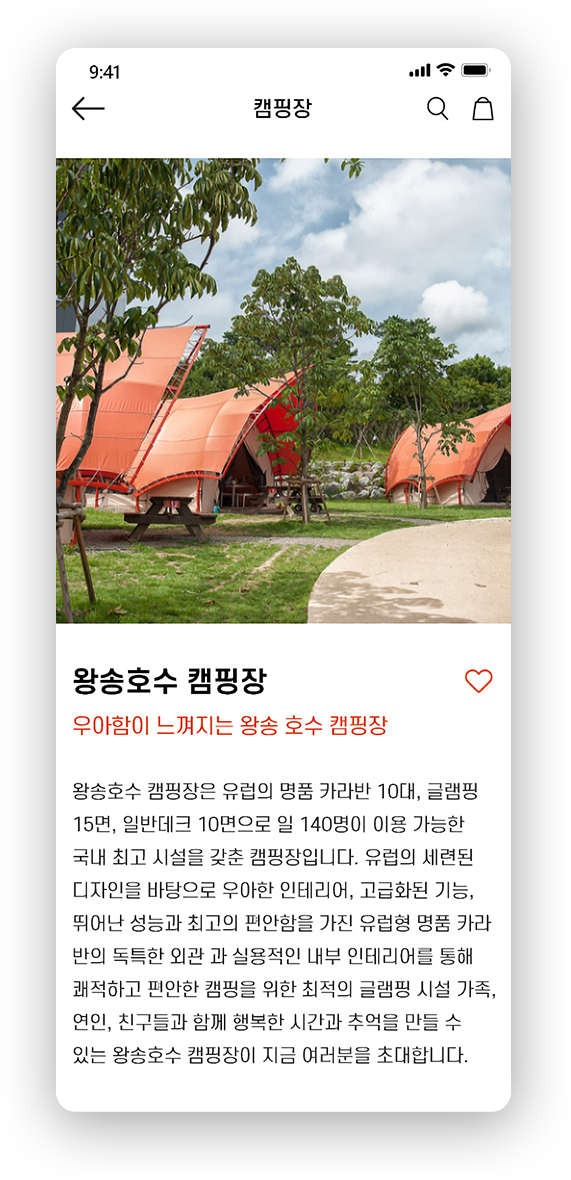 9:41
캠핑장
왕송호수 캠핑장
우아함이 느껴지는 왕송 호수 캠핑장
왕송호수 캠핑장은 유럽의 명품 카라반 10대, 글램핑
15면, 일반데크 10면으로 일 140명이 이용 가능한
국내 최고 시설을 갖춘 캠핑장입니다. 유럽의 세련된
디자인을 바탕으로 우아한 인테리어, 고급화된 기능,
뛰어난 성능과 최고의 편안함을 가진 유럽형 명품 카라
반의 독특한 외관 과 실용적인 내부 인테리어를 통해
쾌적하고 편안한 캠핑을 위한 최적의 글램핑 시설 가족,
연인, 친구들과 함께 행복한 시간과 추억을 만들 수
있는 왕송호수 캠핑장이 지금 여러분을 초대합니다.